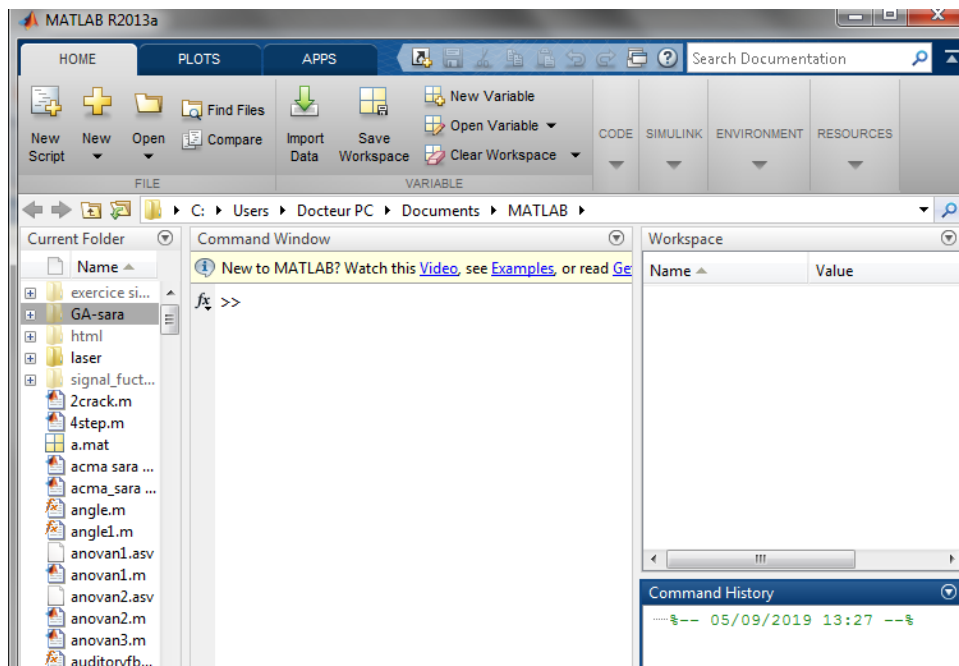 MATLAB R2013a
HOME PLOTS APPS Search Documentation
New Script
New
Open
Find Files
Compare
FILE
Import Data
Save Workspace
New Variable
Open Variable
Clear Workspace
VARIABLE
CODE
SIMULINK
ENVIRONMENT
RESOURCES
C: Users Docteur PC Documents MATLAB
Current Folder
Name
exercice si...
GA-sara
html
laser
signal_fuct...
2crack.m
4step.m
a.mat
acma sara ...
acma_sara ...
angle.m
angle1.m
anovan1.asv
anovan1.m
anovan2.asv
anovan2.m
anovan3.m
auditoryfb...
Command Window
New to MATLAB? Watch this Video, see Examples, or read Ge
fx >>
Workspace
Name Value
Command History
%-- 05/09/2019 13:27 --%